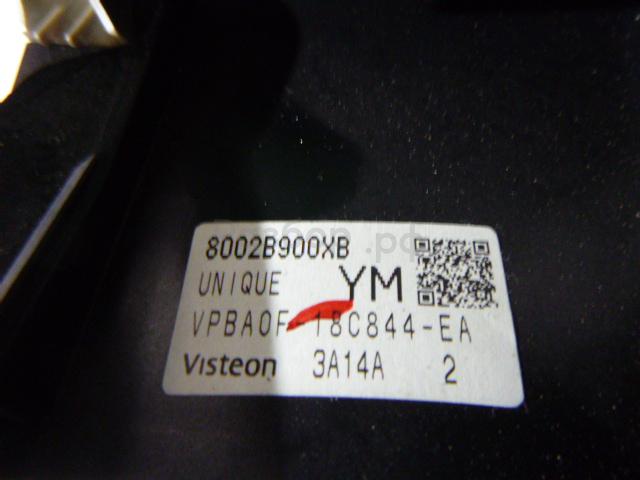 8002B900XB
UNIQUE YM
VPBA0F-18C844-EA
Visteon 3A14A 2